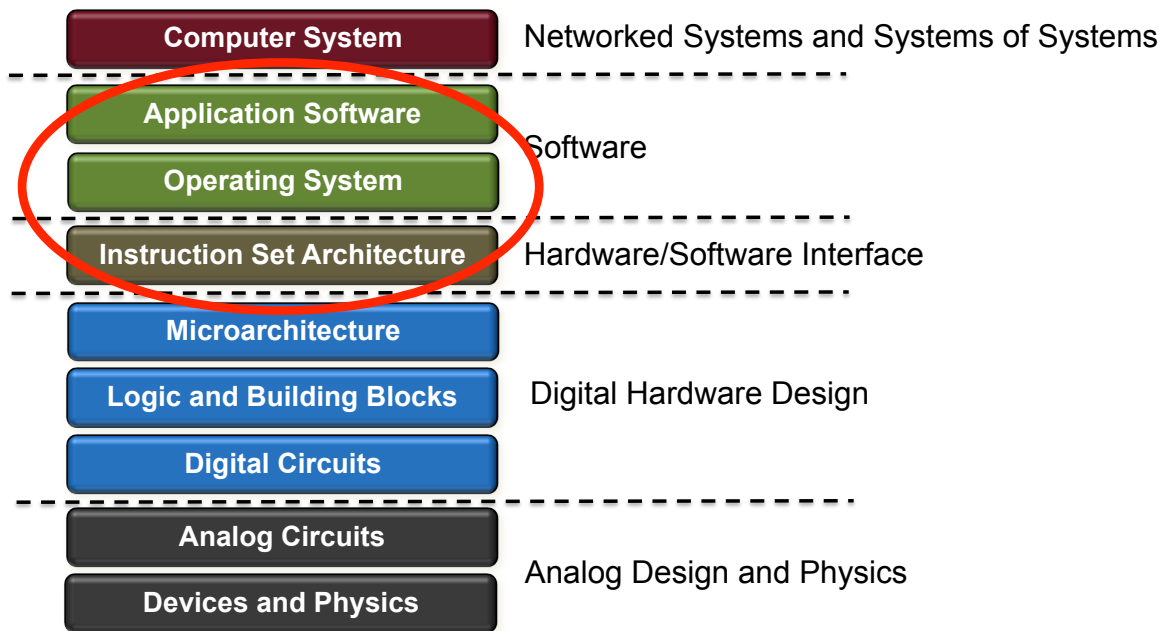 Computer System
Networked Systems and Systems of Systems
Application Software
Software
Operating System
Instruction Set Architecture
Hardware/Software Interface
Microarchitecture
Logic and Building Blocks
Digital Hardware Design
Digital Circuits
Analog Circuits
Analog Design and Physics
Devices and Physics